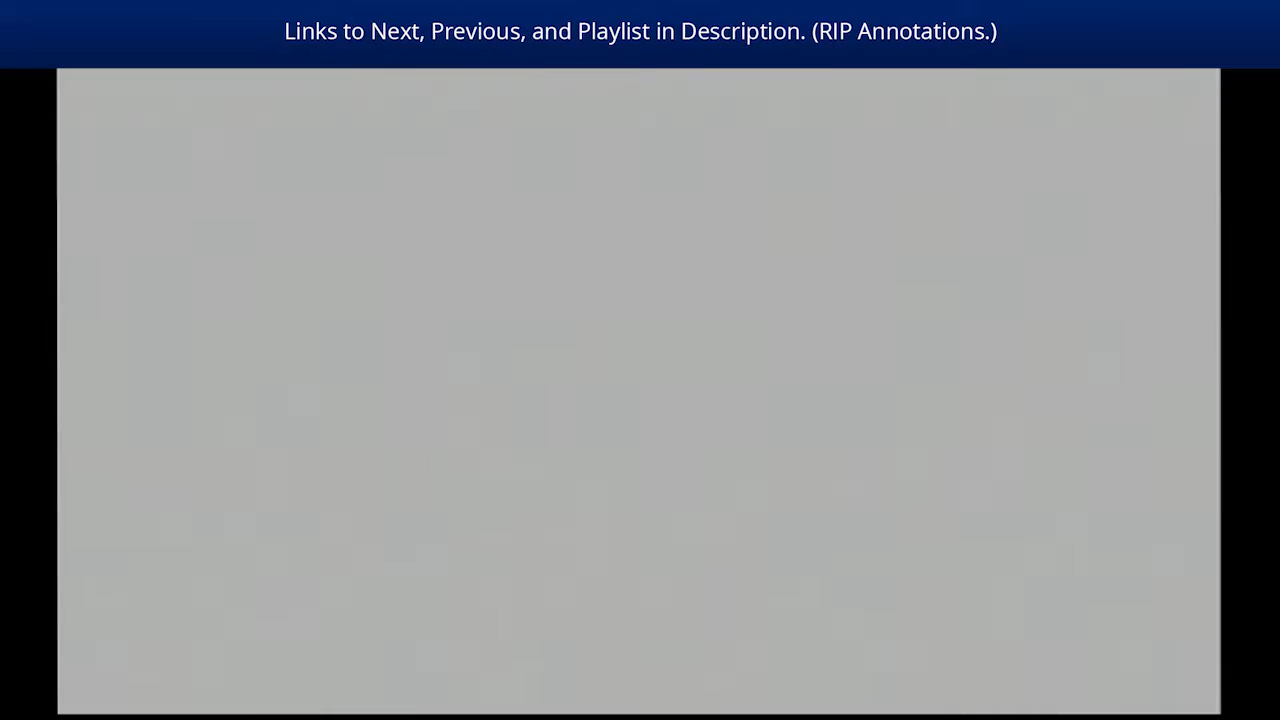 Links to Next, Previous, and Playlist in Description. (RIP Annotations.)